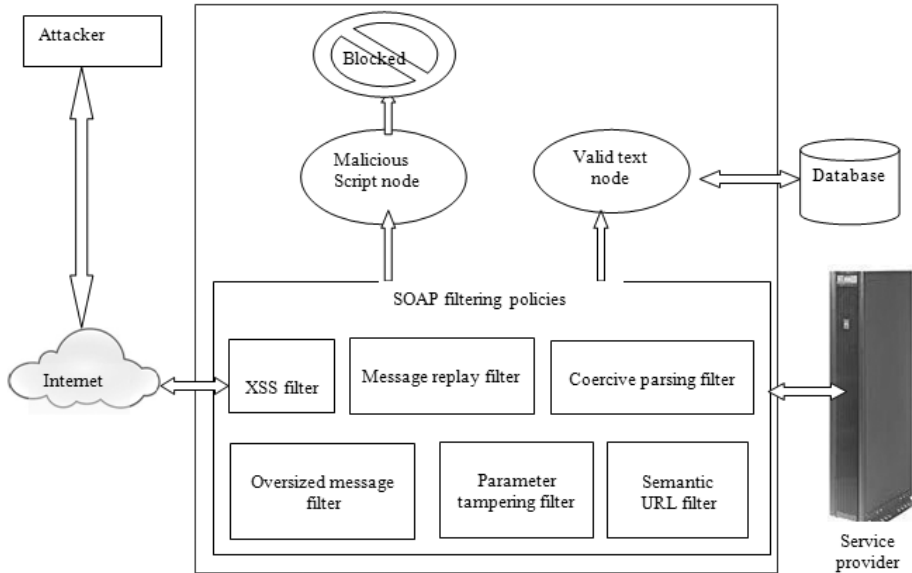 Attacker
Blocked
Malicious
Script node
Valid text
node
Database
SOAP filtering policies
Internet
XSS filter
Message replay filter
Coercive parsing filter
Oversized message
filter
Parameter
tampering filter
Semantic
URL filter
Service
provider